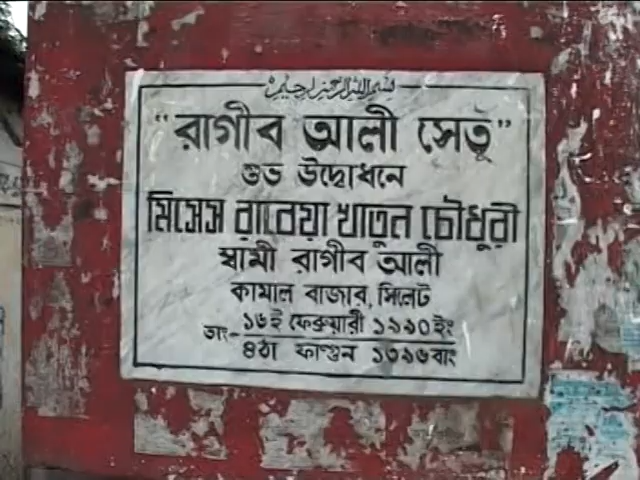 بسم الله الرحمن الرحيم
"রাগীব আলী সেতু"
শুভ উদ্বোধনে
মিসেস রাবেয়া খাতুন চৌধুরী
স্বামী রাগীব আলী
কামাল বাজার, সিলেট
তাং- ১৬ই ফেব্রুয়ারী ১৯৯০ইং
৪ঠা ফাল্গুন ১৩৯৬বাং